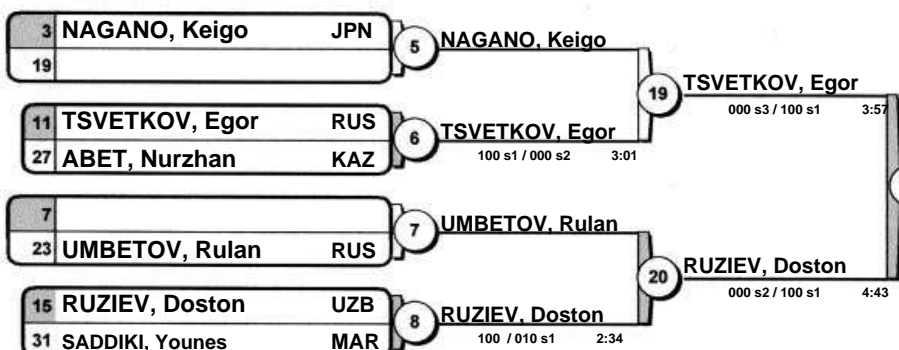 3 NAGANO, Keigo JPN
19
5
NAGANO, Keigo
11 TSVETKOV, Egor RUS
27 ABET, Nurzhan KAZ
6
TSVETKOV, Egor
100 s1 / 000 s2 3:01
19
TSVETKOV, Egor
000 s3 / 100 s1 3:57
7
23 UMBETOV, Rulan RUS
7
UMBETOV, Rulan
15 RUZIEV, Doston UZB
31 SADDIKI, Younes MAR
8
RUZIEV, Doston
100 / 010 s1 2:34
20
RUZIEV, Doston
000 s2 / 100 s1 4:43